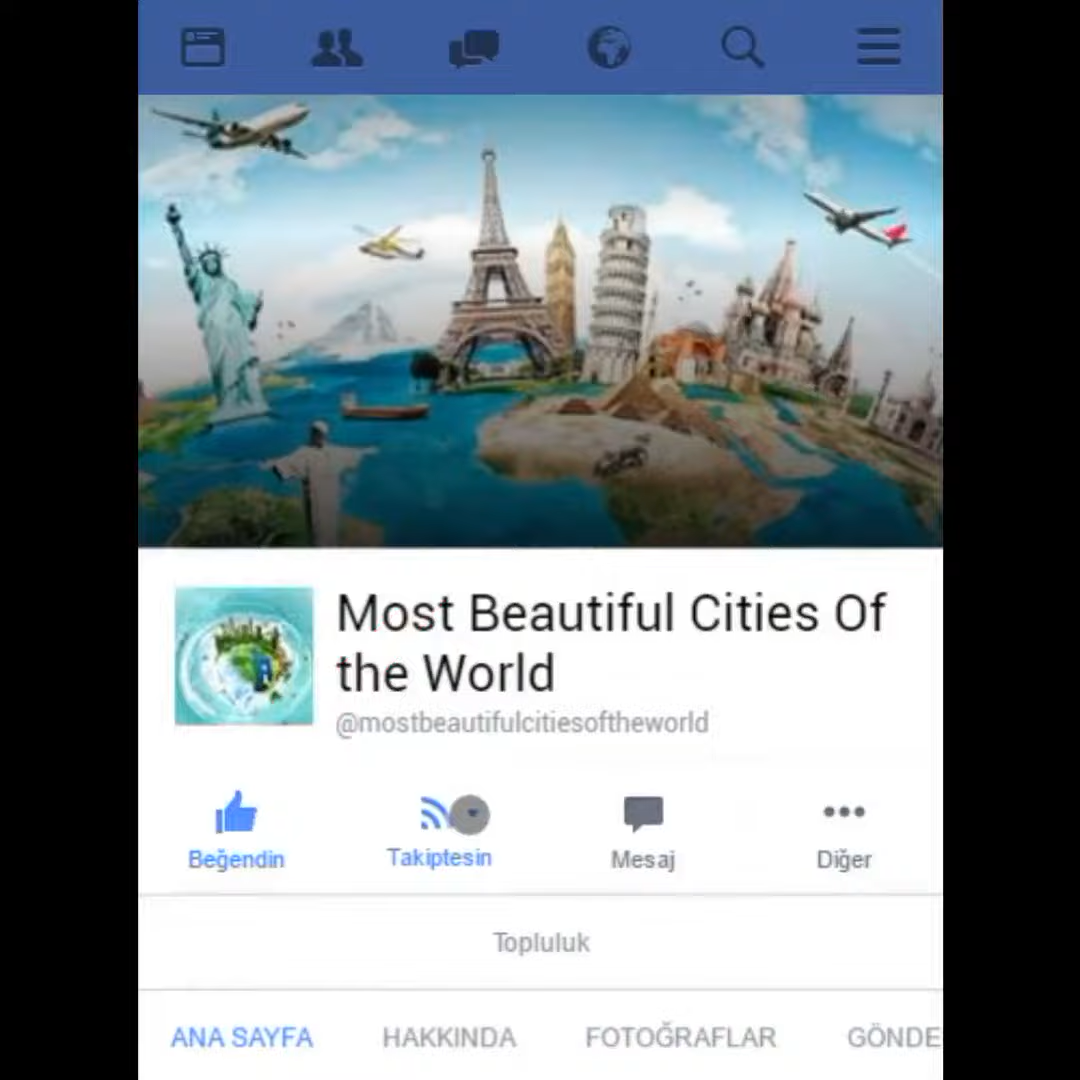 Most Beautiful Cities Of
the World
@mostbeautifulcitiesoftheworld
Beğendin Takiptesin Mesaj Diğer
Topluluk
ANA SAYFA HAKKINDA FOTOĞRAFLAR GÖNDE